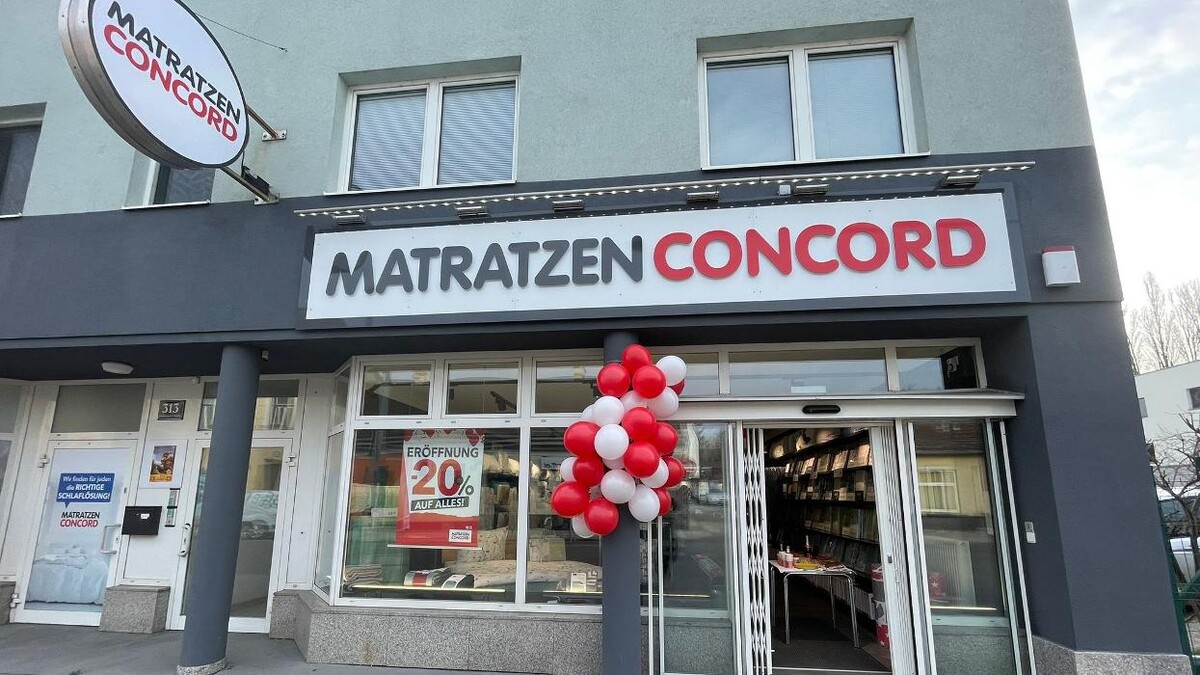 MATRATZEN
CONCORD
MATRATZEN CONCORD
313
Wir finden für jeden
die RICHTIGE
SCHLAFLÖSUNG!
MATRATZEN
CONCORD
ERÖFFNUNG
-20%
AUF ALLES!
MATRATZEN
CONCORD